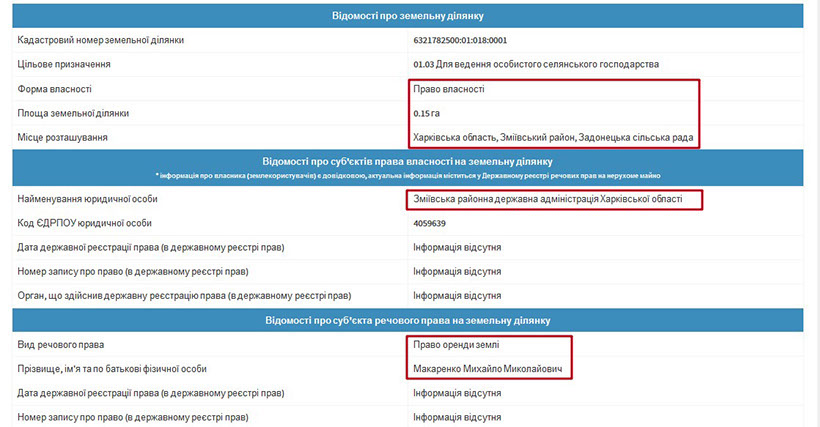 Відомості про земельну ділянку
Кадастровий номер земельної ділянки 6321782500:01:018:0001
Цільове призначення 01.03 Для ведення особистого селянського господарства
Форма власності Право власності
Площа земельної ділянки 0.15 га
Місце розташування Харківська область, Зміївський район, Задонецька сільська рада
Відомості про суб'єктів права власності на земельну ділянку
* інформація про власника (землекористувачів) є довідковою, актуальна інформація міститься у Державному реєстрі речових прав на нерухоме майно
Найменування юридичної особи Зміївська районна державна адміністрація Харківської області
Код ЄДРПОУ юридичної особи 4059639
Дата державної реєстрації права (в державному реєстрі прав) Інформація відсутня
Номер запису про право (в державному реєстрі прав) Інформація відсутня
Орган, що здійснив державну реєстрацію права (в державному реєстрі прав) Інформація відсутня
Відомості про суб'єкта речового права на земельну ділянку
Вид речового права Право оренди землі
Прізвище, ім'я та по батькові фізичної особи Макаренко Михайло Миколайович
Дата державної реєстрації права (в державному реєстрі прав) Інформація відсутня
Номер запису про право (в державному реєстрі прав) Інформація відсутня